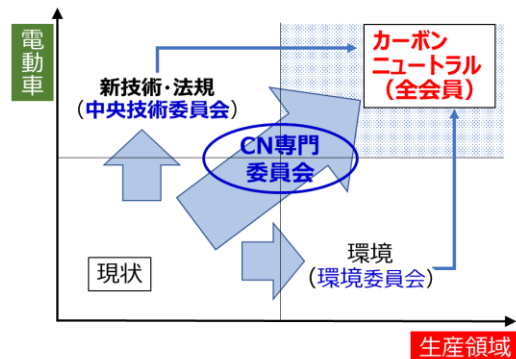 電動車
カーボン
ニュートラル
(全会員)
新技術・法規
(中央技術委員会)
CN専門
委員会
現状
環境
(環境委員会)
生産領域